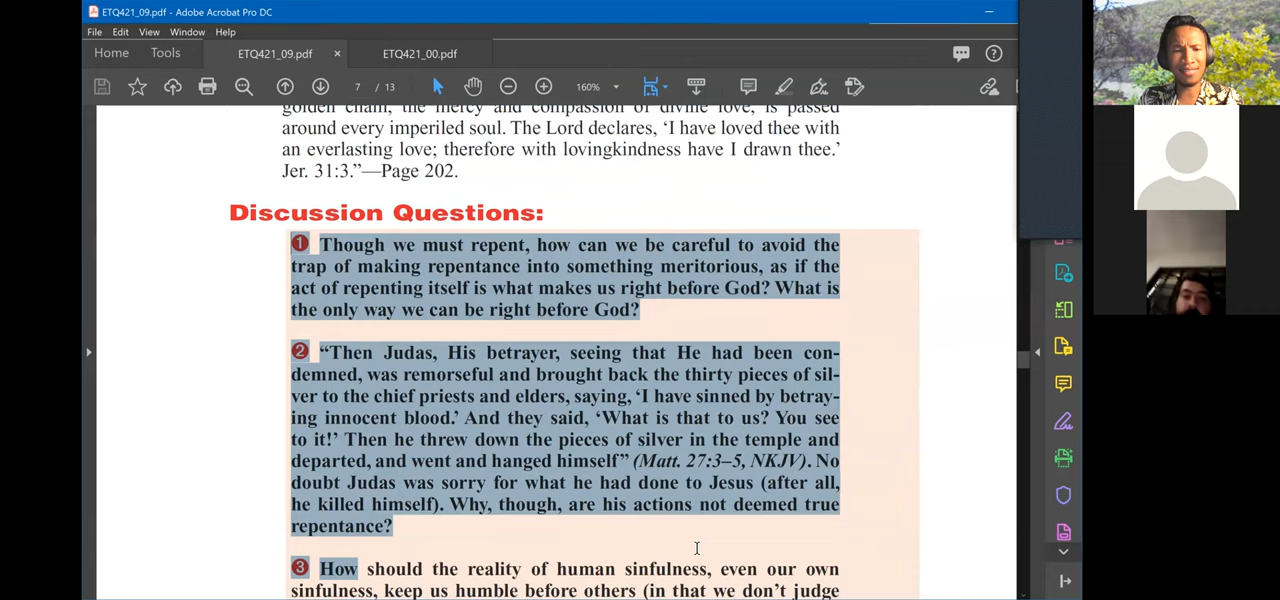 ETQ421_09.pdf - Adobe Acrobat Pro DC
File Edit View Window Help
Home Tools ETQ421_09.pdf × ETQ421_00.pdf
7 / 13 160%
golden chain, the mercy and compassion of divine love, is passed
around every imperiled soul. The Lord declares, ‘I have loved thee with
an everlasting love; therefore with lovingkindness have I drawn thee.’
Jer. 31:3.”—Page 202.
Discussion Questions:
1 Though we must repent, how can we be careful to avoid the
trap of making repentance into something meritorious, as if the
act of repenting itself is what makes us right before God? What is
the only way we can be right before God?
2 “Then Judas, His betrayer, seeing that He had been con-
demned, was remorseful and brought back the thirty pieces of sil-
ver to the chief priests and elders, saying, ‘I have sinned by betray-
ing innocent blood.’ And they said, ‘What is that to us? You see
to it!’ Then he threw down the pieces of silver in the temple and
departed, and went and hanged himself” (Matt. 27:3–5, NKJV). No
doubt Judas was sorry for what he had done to Jesus (after all,
he killed himself). Why, though, are his actions not deemed true
repentance?
3 How should the reality of human sinfulness, even our own
sinfulness, keep us humble before others (in that we don’t judge